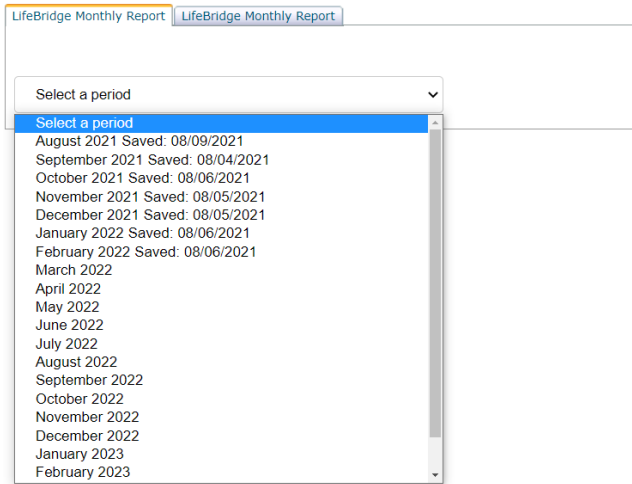 LifeBridge Monthly Report LifeBridge Monthly Report
Select a period
Select a period
August 2021 Saved: 08/09/2021
September 2021 Saved: 08/04/2021
October 2021 Saved: 08/06/2021
November 2021 Saved: 08/05/2021
December 2021 Saved: 08/05/2021
January 2022 Saved: 08/06/2021
February 2022 Saved: 08/06/2021
March 2022
April 2022
May 2022
June 2022
July 2022
August 2022
September 2022
October 2022
November 2022
December 2022
January 2023
February 2023